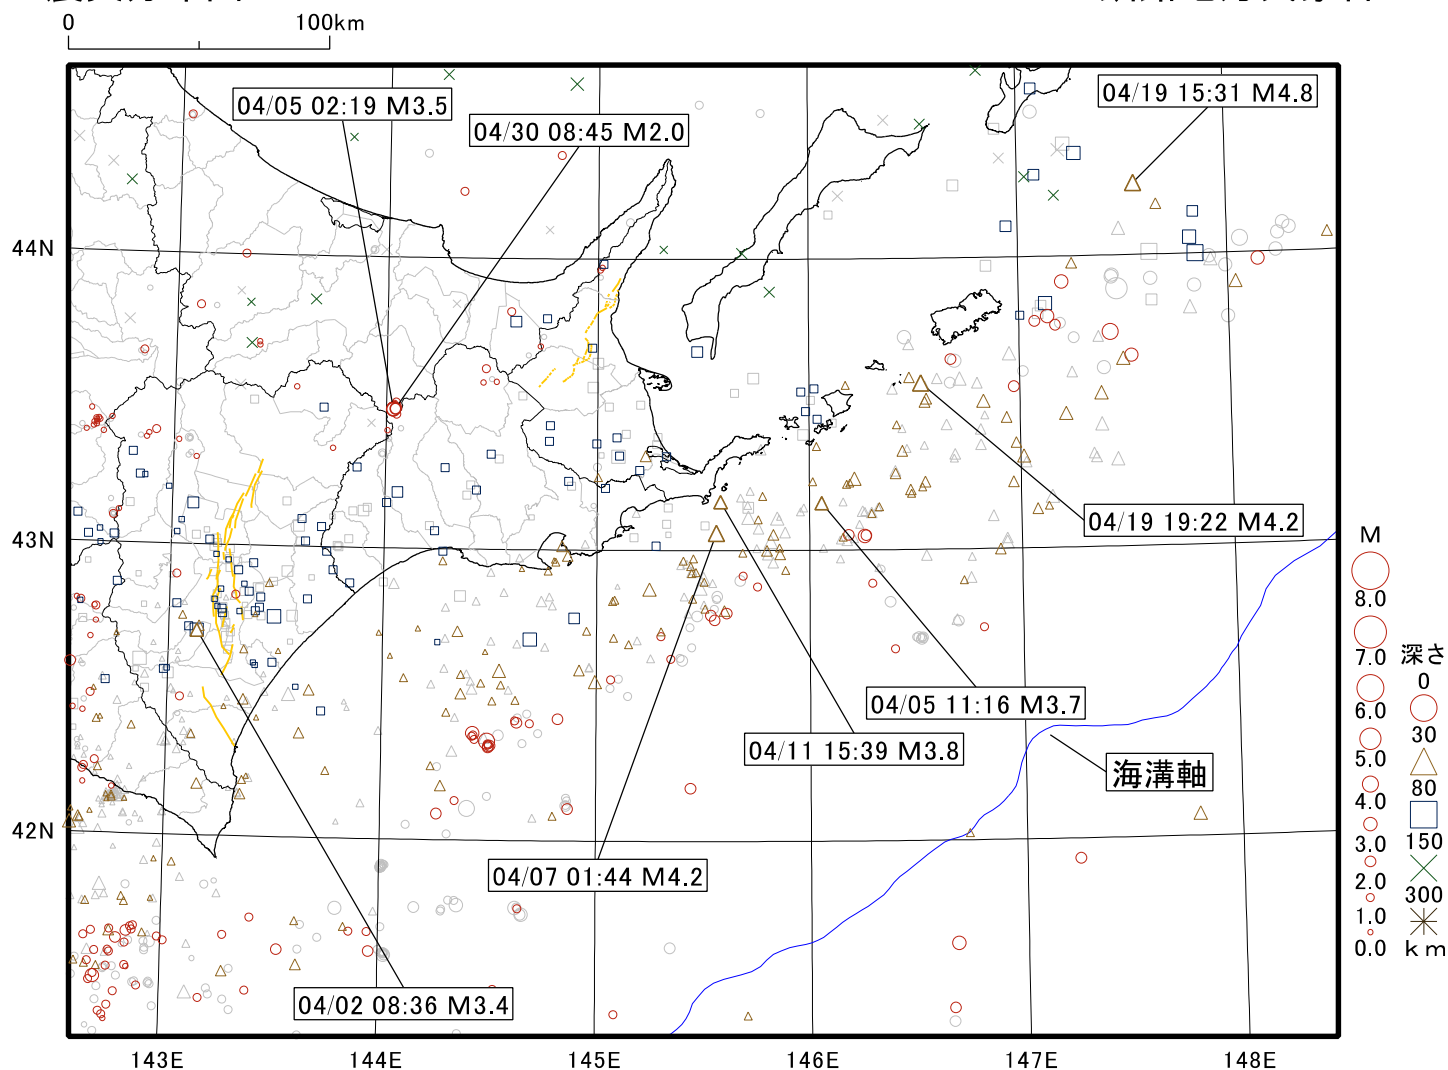 0 100km
04/05 02:19 M3.5
04/30 08:45 M2.0
04/19 15:31 M4.8
44N
43N
42N
04/19 19:22 M4.2
04/05 11:16 M3.7
04/11 15:39 M3.8
海溝軸
04/07 01:44 M4.2
04/02 08:36 M3.4
M
8.0
7.0
6.0
5.0
4.0
3.0
2.0
1.0
0.0
深さ
0
30
80
150
300
km
143E 144E 145E 146E 147E 148E